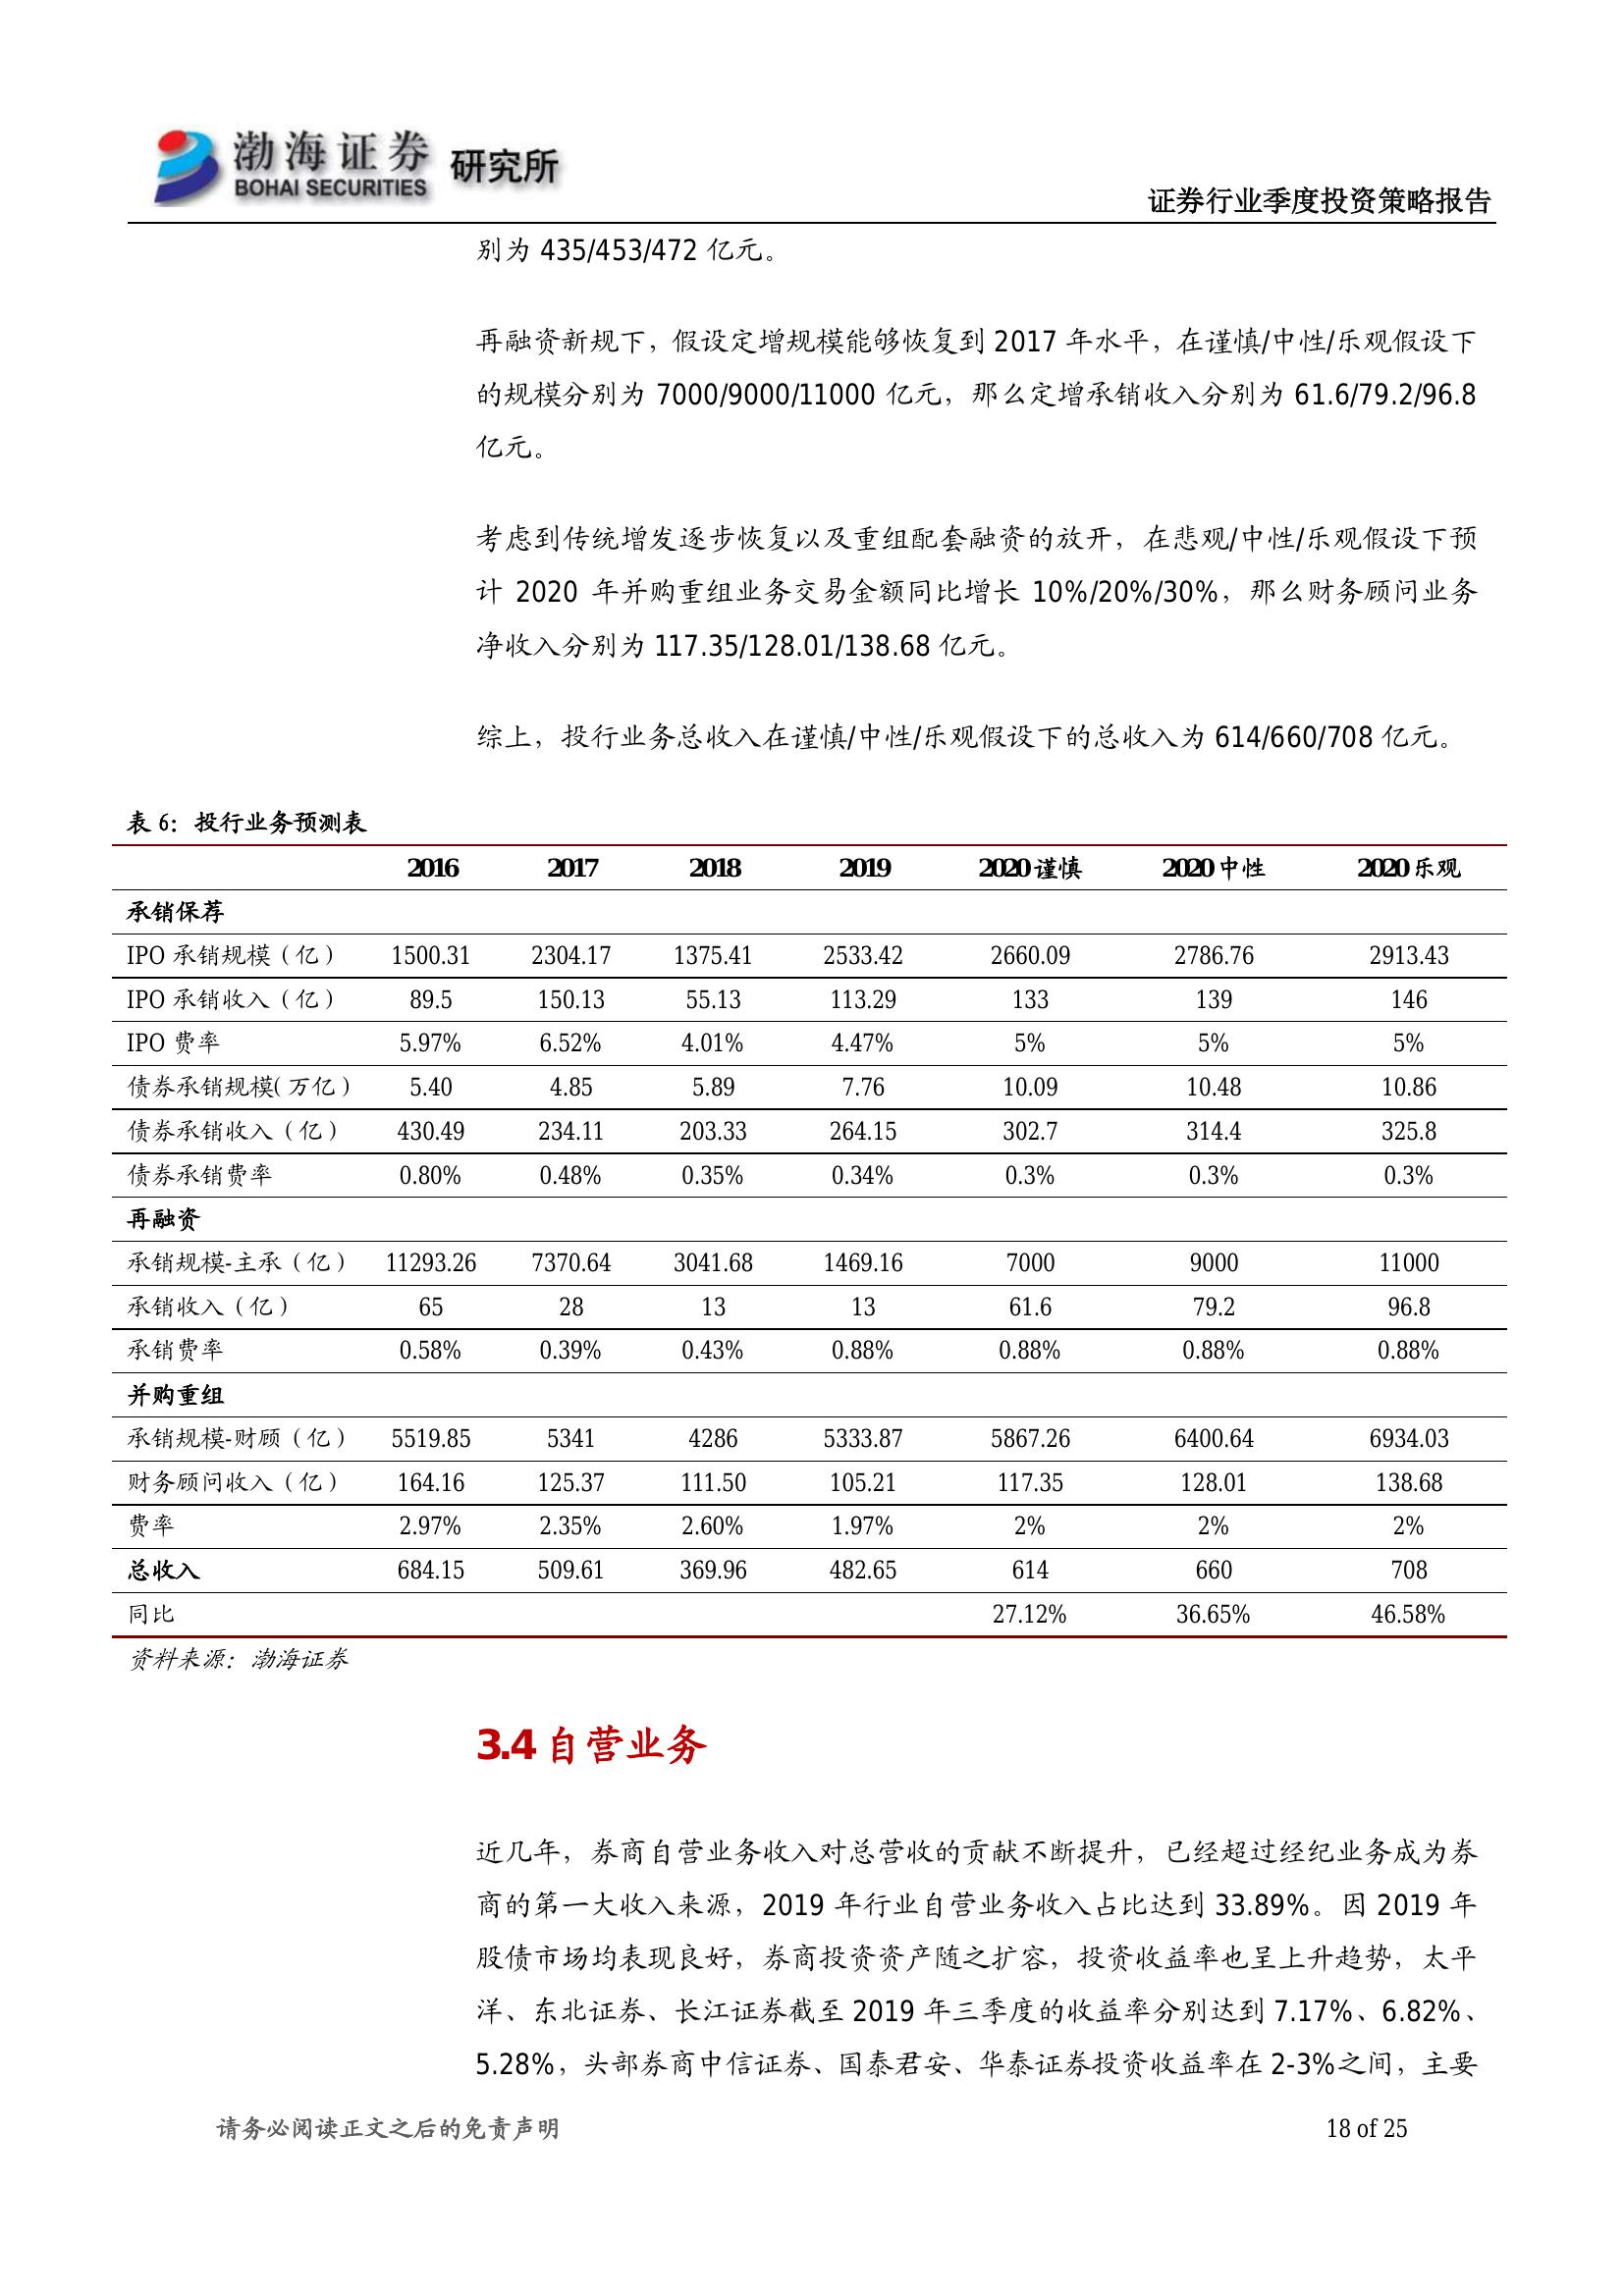 渤海证券 研究所
BOHAI SECURITIES
证券行业季度投资策略报告
别为 435/453/472 亿元。
再融资新规下，假设定增规模能够恢复到 2017 年水平，在谨慎/中性/乐观假设下
的规模分别为 7000/9000/11000 亿元，那么定增承销收入分别为 61.6/79.2/96.8
亿元。
考虑到传统增发逐步恢复以及重组配套融资的放开，在悲观/中性/乐观假设下预
计 2020 年并购重组业务交易金额同比增长 10%/20%/30%，那么财务顾问业务
净收入分别为 117.35/128.01/138.68 亿元。
综上，投行业务总收入在谨慎/中性/乐观假设下的总收入为 614/660/708 亿元。
表 6：投行业务预测表
2016 2017 2018 2019 2020 谨慎 2020 中性 2020 乐观
承销保荐
IPO 承销规模（亿） 1500.31 2304.17 1375.41 2533.42 2660.09 2786.76 2913.43
IPO 承销收入（亿） 89.5 150.13 55.13 113.29 133 139 146
IPO 费率 5.97% 6.52% 4.01% 4.47% 5% 5% 5%
债券承销规模（万亿） 5.40 4.85 5.89 7.76 10.09 10.48 10.86
债券承销收入（亿） 430.49 234.11 203.33 264.15 302.7 314.4 325.8
债券承销费率 0.80% 0.48% 0.35% 0.34% 0.3% 0.3% 0.3%
再融资
承销规模-主承（亿） 11293.26 7370.64 3041.68 1469.16 7000 9000 11000
承销收入（亿） 65 28 13 13 61.6 79.2 96.8
承销费率 0.58% 0.39% 0.43% 0.88% 0.88% 0.88% 0.88%
并购重组
承销规模-财顾（亿） 5519.85 5341 4286 5333.87 5867.26 6400.64 6934.03
财务顾问收入（亿） 164.16 125.37 111.50 105.21 117.35 128.01 138.68
费率 2.97% 2.35% 2.60% 1.97% 2% 2% 2%
总收入 684.15 509.61 369.96 482.65 614 660 708
同比 27.12% 36.65% 46.58%
资料来源：渤海证券
3.4 自营业务
近几年，券商自营业务收入对总营收的贡献不断提升，已经超过经纪业务成为券
商的第一大收入来源，2019 年行业自营业务收入占比达到 33.89%。因 2019 年
股债市场均表现良好，券商投资资产随之扩容，投资收益率也呈上升趋势，太平
洋、东北证券、长江证券截至 2019 年三季度的收益率分别达到 7.17%、6.82%、
5.28%，头部券商中信证券、国泰君安、华泰证券投资收益率在 2-3%之间，主要
请务必阅读正文之后的免责声明 18 of 25